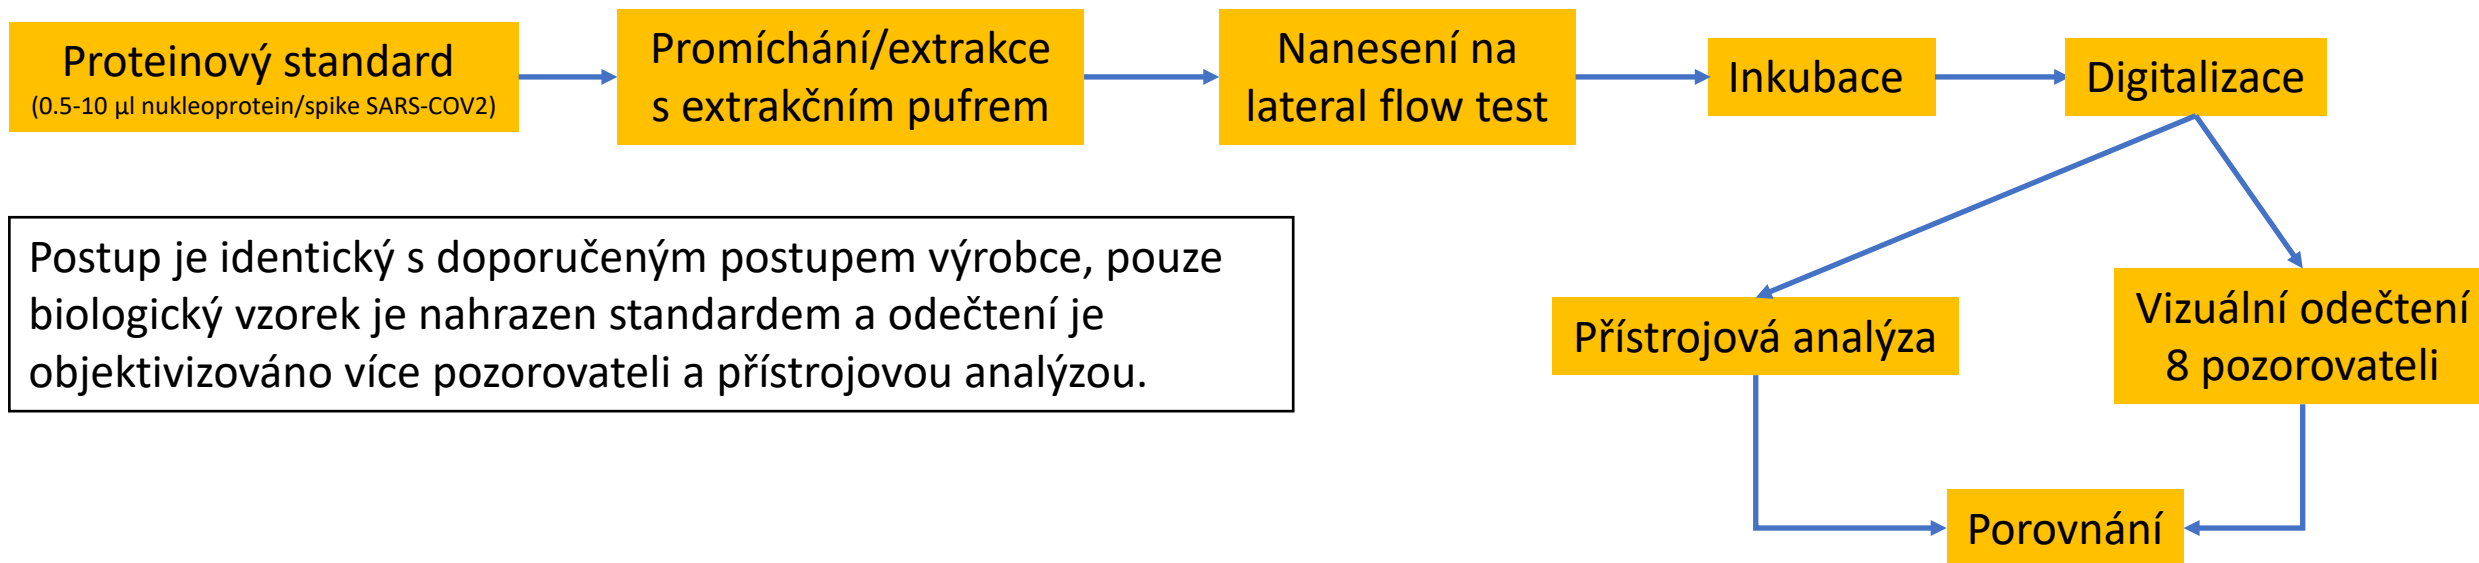 Proteinový standard
(0.5-10 µl nukleoprotein/spike SARS-COV2)
Promíchání/extrakce
s extrakčním pufrem
Nanesení na
lateral flow test
Inkubace
Digitalizace
Postup je identický s doporučeným postupem výrobce, pouze
biologický vzorek je nahrazen standardem a odečtení je
objektivizováno více pozorovateli a přístrojovou analýzou.
Přístrojová analýza
Vizuální odečtení
8 pozorovateli
Porovnání